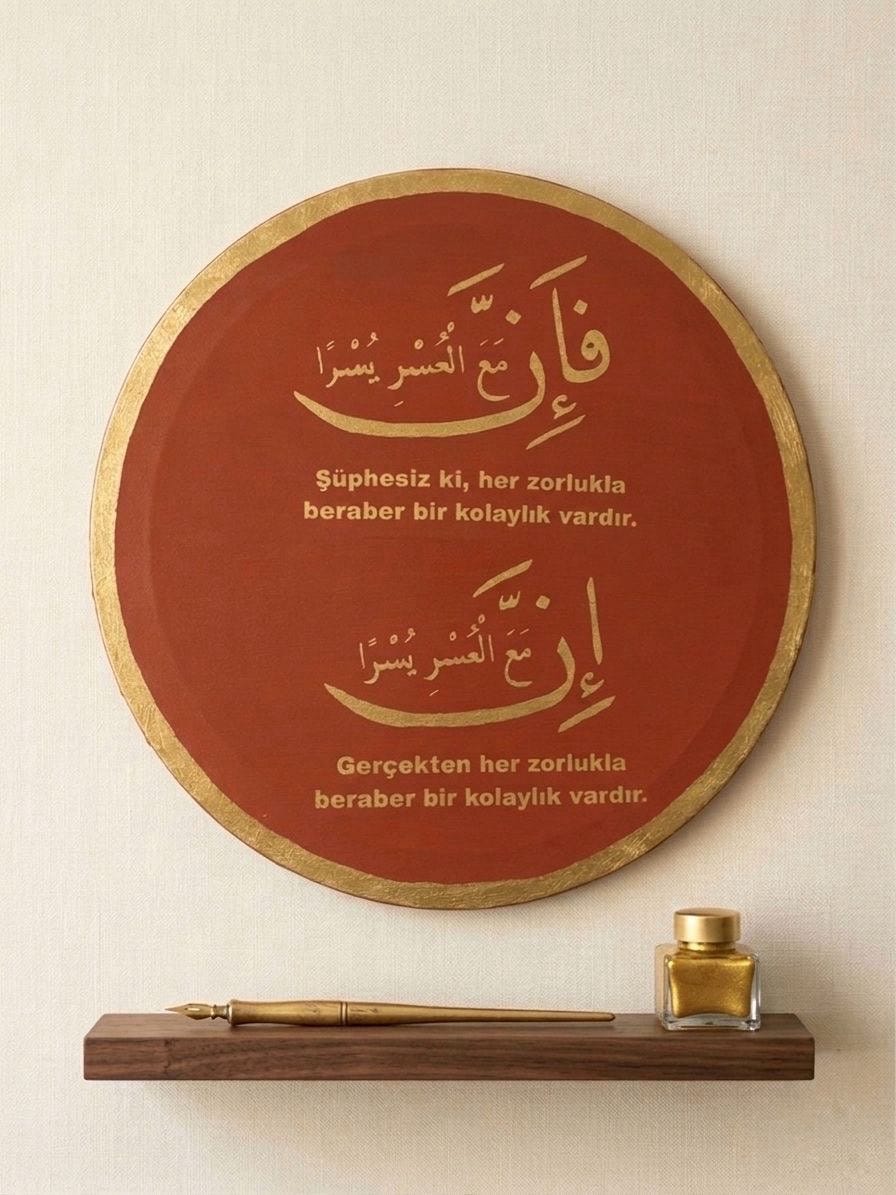 فَإِنَّ مَعَ الْعُسْرِ يُسْرًا
Şüphesiz ki, her zorlukla
beraber bir kolaylık vardır.
إِنَّ مَعَ الْعُسْرِ يُسْرًا
Gerçekten her zorlukla
beraber bir kolaylık vardır.